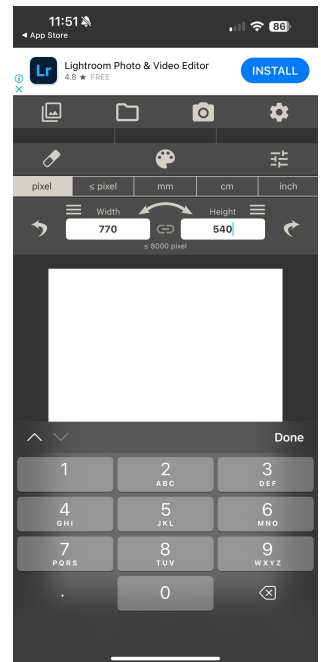 11:51
86
◀ App Store
Lr
Lightroom Photo & Video Editor
4.8 ★ FREE
INSTALL
pixel
≤ pixel
mm
cm
inch
Width
Height
770
540
≤ 8000 pixel
Done
1
2
ABC
3
DEF
4
GHI
5
JKL
6
MNO
7
PQRS
8
TUV
9
WXYZ
.
0